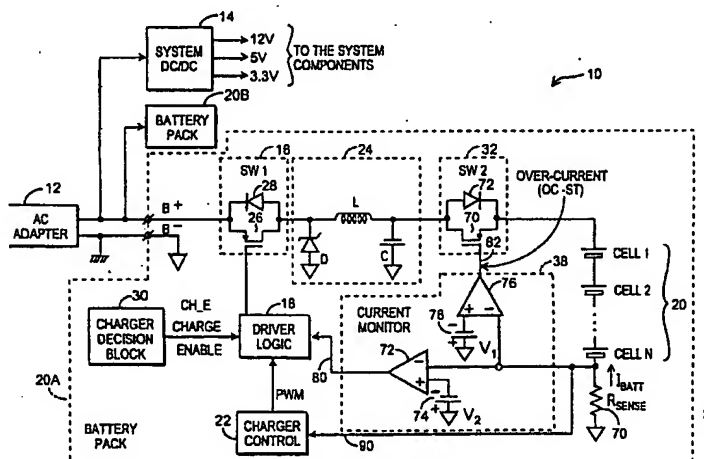 14
SYSTEM
DC/DC
12V
5V
3.3V
TO THE SYSTEM
COMPONENTS
10
20B
BATTERY
PACK
12
AC
ADAPTER
B+
B-
SW 1
28
26
24
L
D
C
32
SW 2
72
70
82
OVER-CURRENT
(OC -ST)
38
CELL 1
CELL 2
CELL N
20
30
CHARGER
DECISION
BLOCK
CH_E
CHARGE
ENABLE
18
DRIVER
LOGIC
CURRENT
MONITOR
76
78
V1
72
80
74
V2
IBATT
RSENSE
70
PWM
22
CHARGER
CONTROL
90
20A
BATTERY
PACK